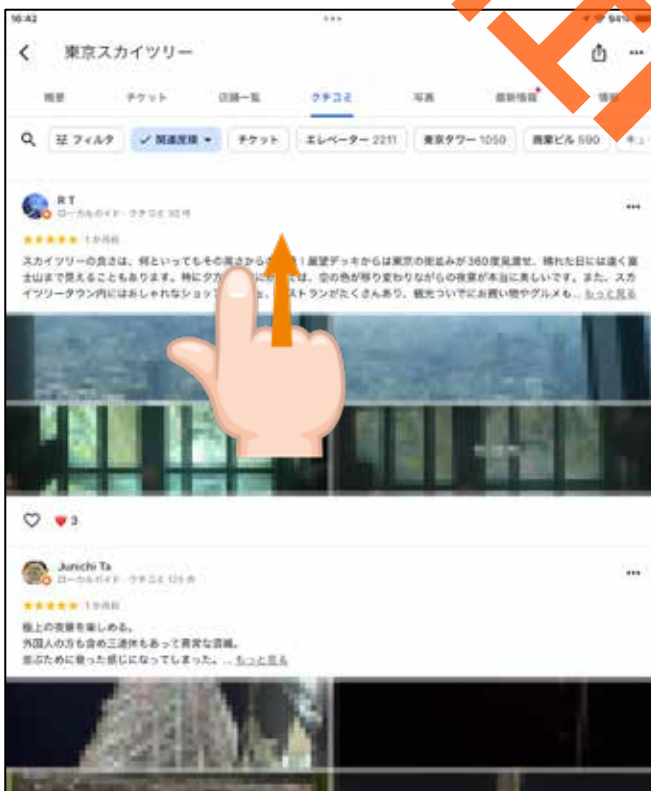 16:42
94%
東京スカイツリー
概要 チケット 店舗一覧 クチコミ 写真 最新情報 情報
フィルタ 関連度順 チケット エレベーター 2211 東京タワー 1050 商業ビル 590
R T
ローカルガイド・クチコミ 50 件
1 か月前
スカイツリーの良さは、何といってもその高さから 展望デッキからは東京の街並みが360度見渡せ、晴れた日には遠く富
士山まで見えることもあります。特に夕方 は、空の色が移り変わりながらの夜景が本当に美しいです。また、スカ
イツリータウン内にはおしゃれなショッ ストランがたくさんあり、観光ついでにお買い物やグルメも... もっと見る
3
Junichi Ta
ローカルガイド・クチコミ 125 件
極上の夜景を楽しめる。
外国人の方も含め三連休もあって異常な混雑。
並ぶために登った感じになってしまった。... もっと見る